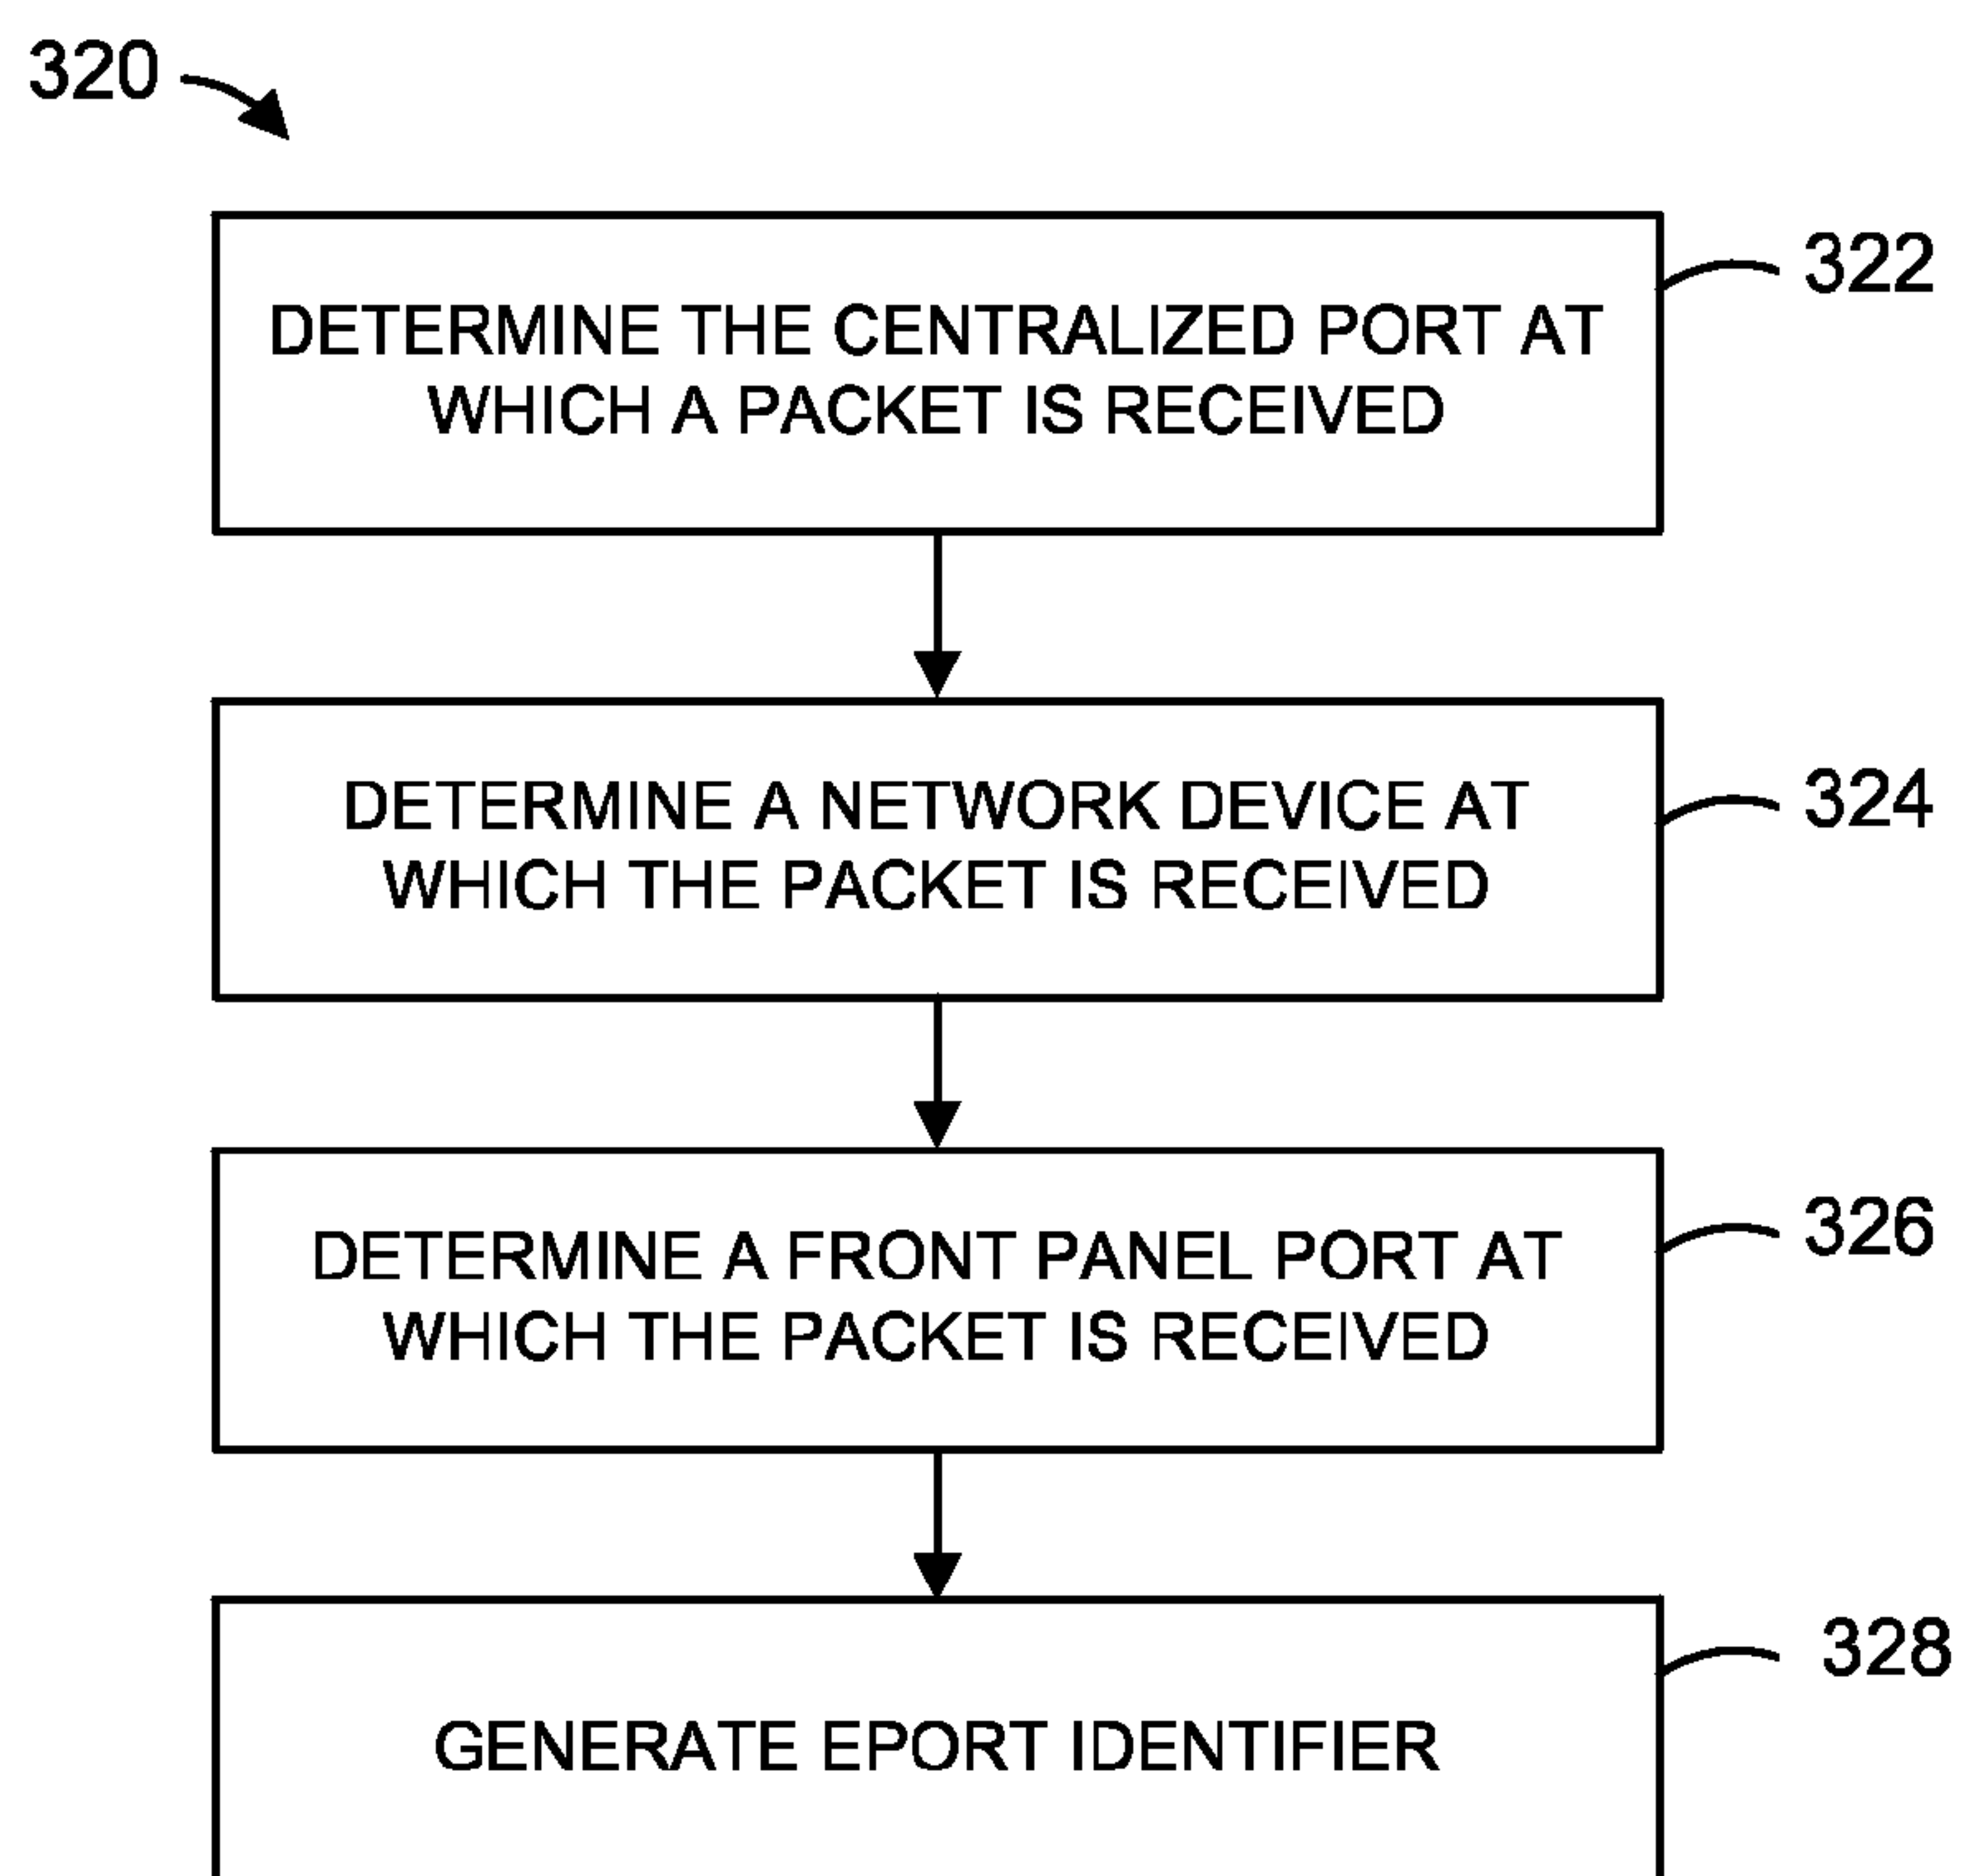 320
322
DETERMINE THE CENTRALIZED PORT AT
WHICH A PACKET IS RECEIVED
324
DETERMINE A NETWORK DEVICE AT
WHICH THE PACKET IS RECEIVED
326
DETERMINE A FRONT PANEL PORT AT
WHICH THE PACKET IS RECEIVED
328
GENERATE EPORT IDENTIFIER